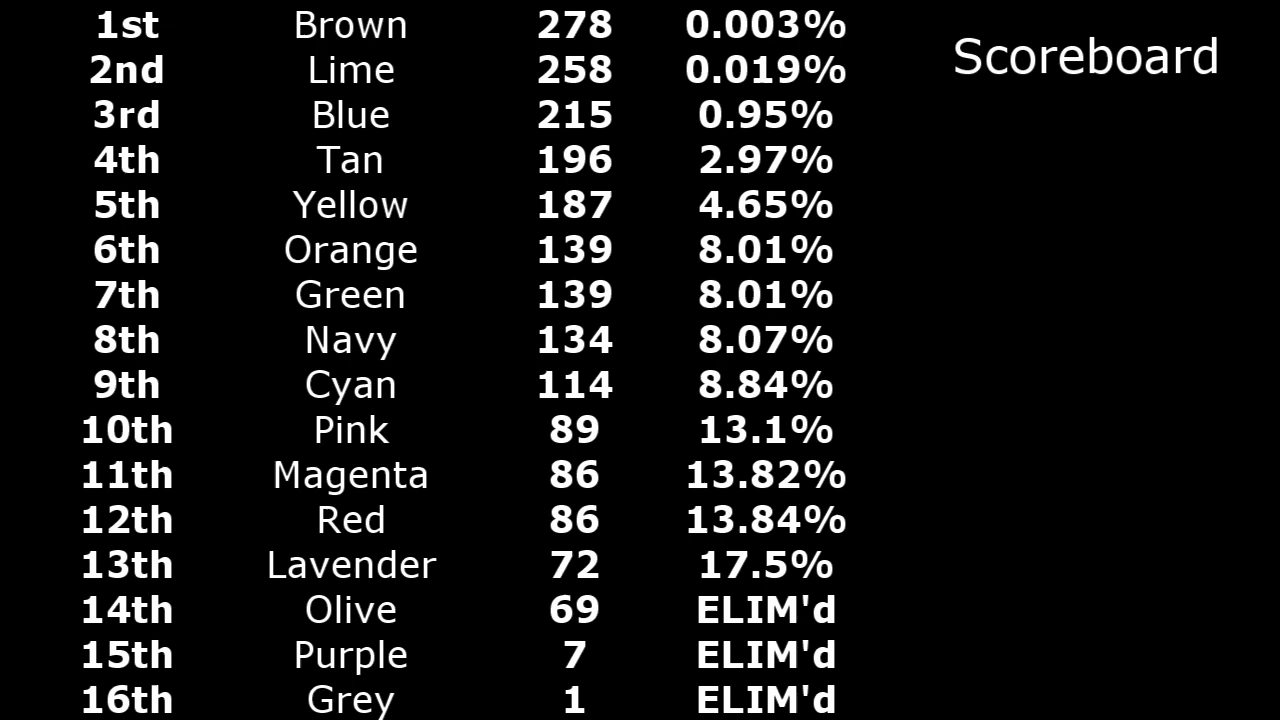 1st Brown 278 0.003%
2nd Lime 258 0.019%
3rd Blue 215 0.95%
4th Tan 196 2.97%
5th Yellow 187 4.65%
6th Orange 139 8.01%
7th Green 139 8.01%
8th Navy 134 8.07%
9th Cyan 114 8.84%
10th Pink 89 13.1%
11th Magenta 86 13.82%
12th Red 86 13.84%
13th Lavender 72 17.5%
14th Olive 69 ELIM'd
15th Purple 7 ELIM'd
16th Grey 1 ELIM'd
Scoreboard